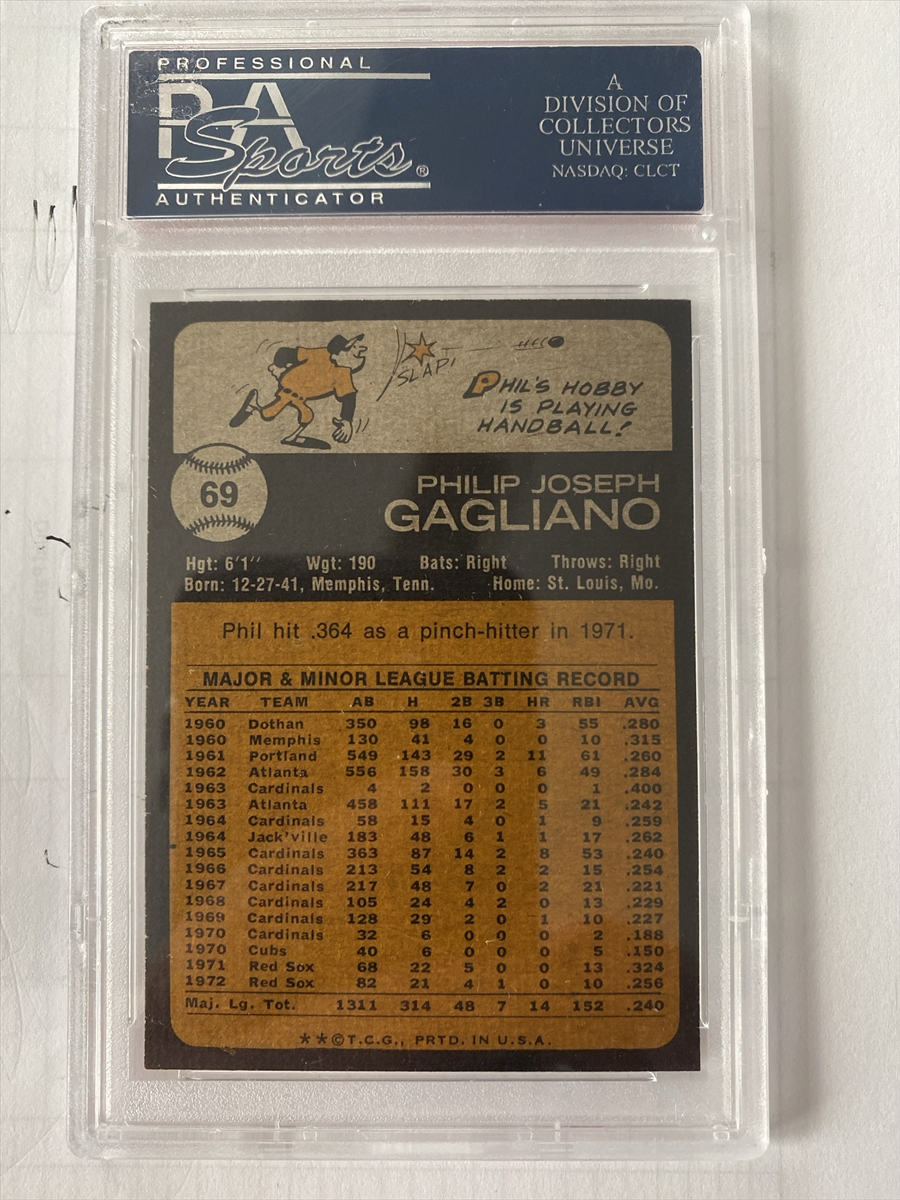 PROFESSIONAL
PSA
Sports®
AUTHENTICATOR
A
DIVISION OF
COLLECTORS
UNIVERSE
NASDAQ: CLCT
SLAP!
PHIL'S HOBBY
IS PLAYING
HANDBALL!
69
PHILIP JOSEPH
GAGLIANO
Hgt: 6'1" Wgt: 190 Bats: Right Throws: Right
Born: 12-27-41, Memphis, Tenn. Home: St. Louis, Mo.
Phil hit .364 as a pinch-hitter in 1971.
MAJOR & MINOR LEAGUE BATTING RECORD
YEAR TEAM AB H 2B 3B HR RBI AVG
1960 Dothan 350 98 16 0 3 55 .280
1960 Memphis 130 41 4 0 0 10 .315
1961 Portland 549 143 29 2 11 61 .260
1962 Atlanta 556 158 30 3 6 49 .284
1963 Cardinals 4 2 0 0 0 1 .400
1963 Atlanta 458 111 17 2 5 21 .242
1964 Cardinals 58 15 4 0 1 9 .259
1964 Jack'ville 183 48 6 1 1 17 .262
1965 Cardinals 363 87 14 2 8 53 .240
1966 Cardinals 213 54 8 2 2 15 .254
1967 Cardinals 217 48 7 0 2 21 .221
1968 Cardinals 105 24 4 2 0 13 .229
1969 Cardinals 128 29 2 0 1 10 .227
1970 Cardinals 32 6 0 0 0 2 .188
1970 Cubs 40 6 0 0 0 5 .150
1971 Red Sox 68 22 5 0 0 13 .324
1972 Red Sox 82 21 4 1 0 10 .256
Maj. Lg. Tot. 1311 314 48 7 14 152 .240
**©T.C.G., PRTD. IN U.S.A.